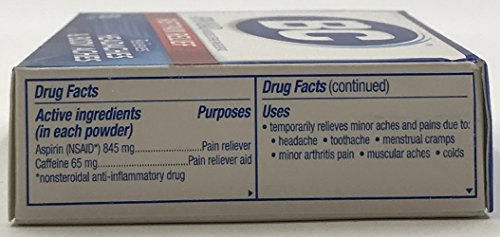 BC
Drug Facts
Active ingredients Purposes
(in each powder)
Aspirin (NSAID*) 845 mg....................Pain reliever
Caffeine 65 mg..........................Pain reliever aid
*nonsteroidal anti-inflammatory drug
Drug Facts (continued)
Uses
• temporarily relieves minor aches and pains due to:
• headache • toothache • menstrual cramps
• minor arthritis pain • muscular aches • colds